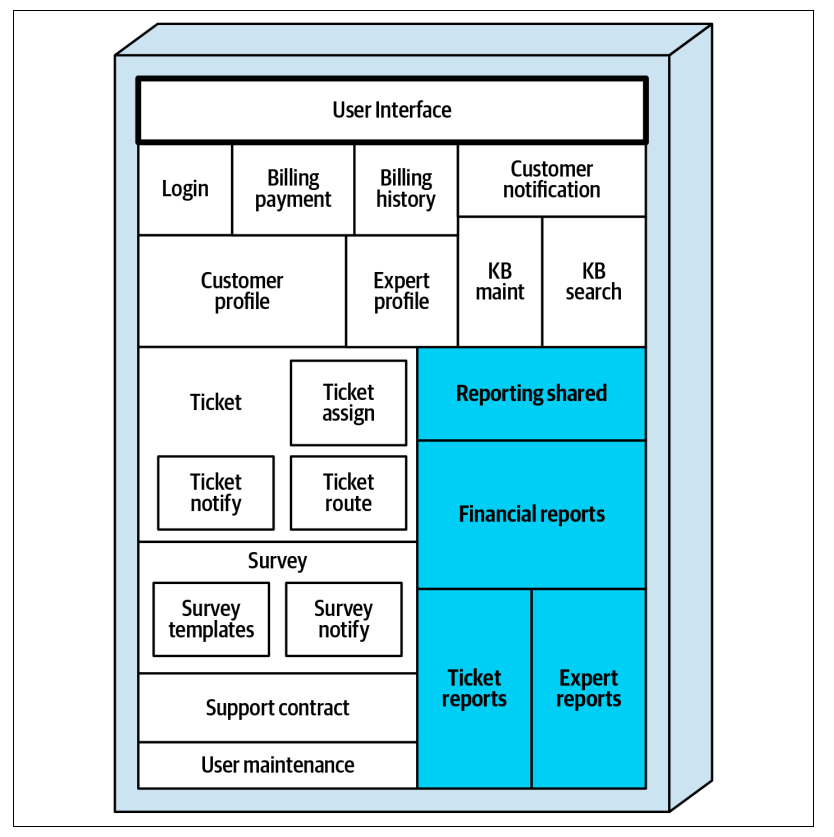 User Interface
Login
Billing
payment
Billing
history
Customer
notification
Customer
profile
Expert
profile
KB
maint
KB
search
Ticket
Ticket
assign
Ticket
notify
Ticket
route
Reporting shared
Financial reports
Survey
Survey
templates
Survey
notify
Ticket
reports
Expert
reports
Support contract
User maintenance